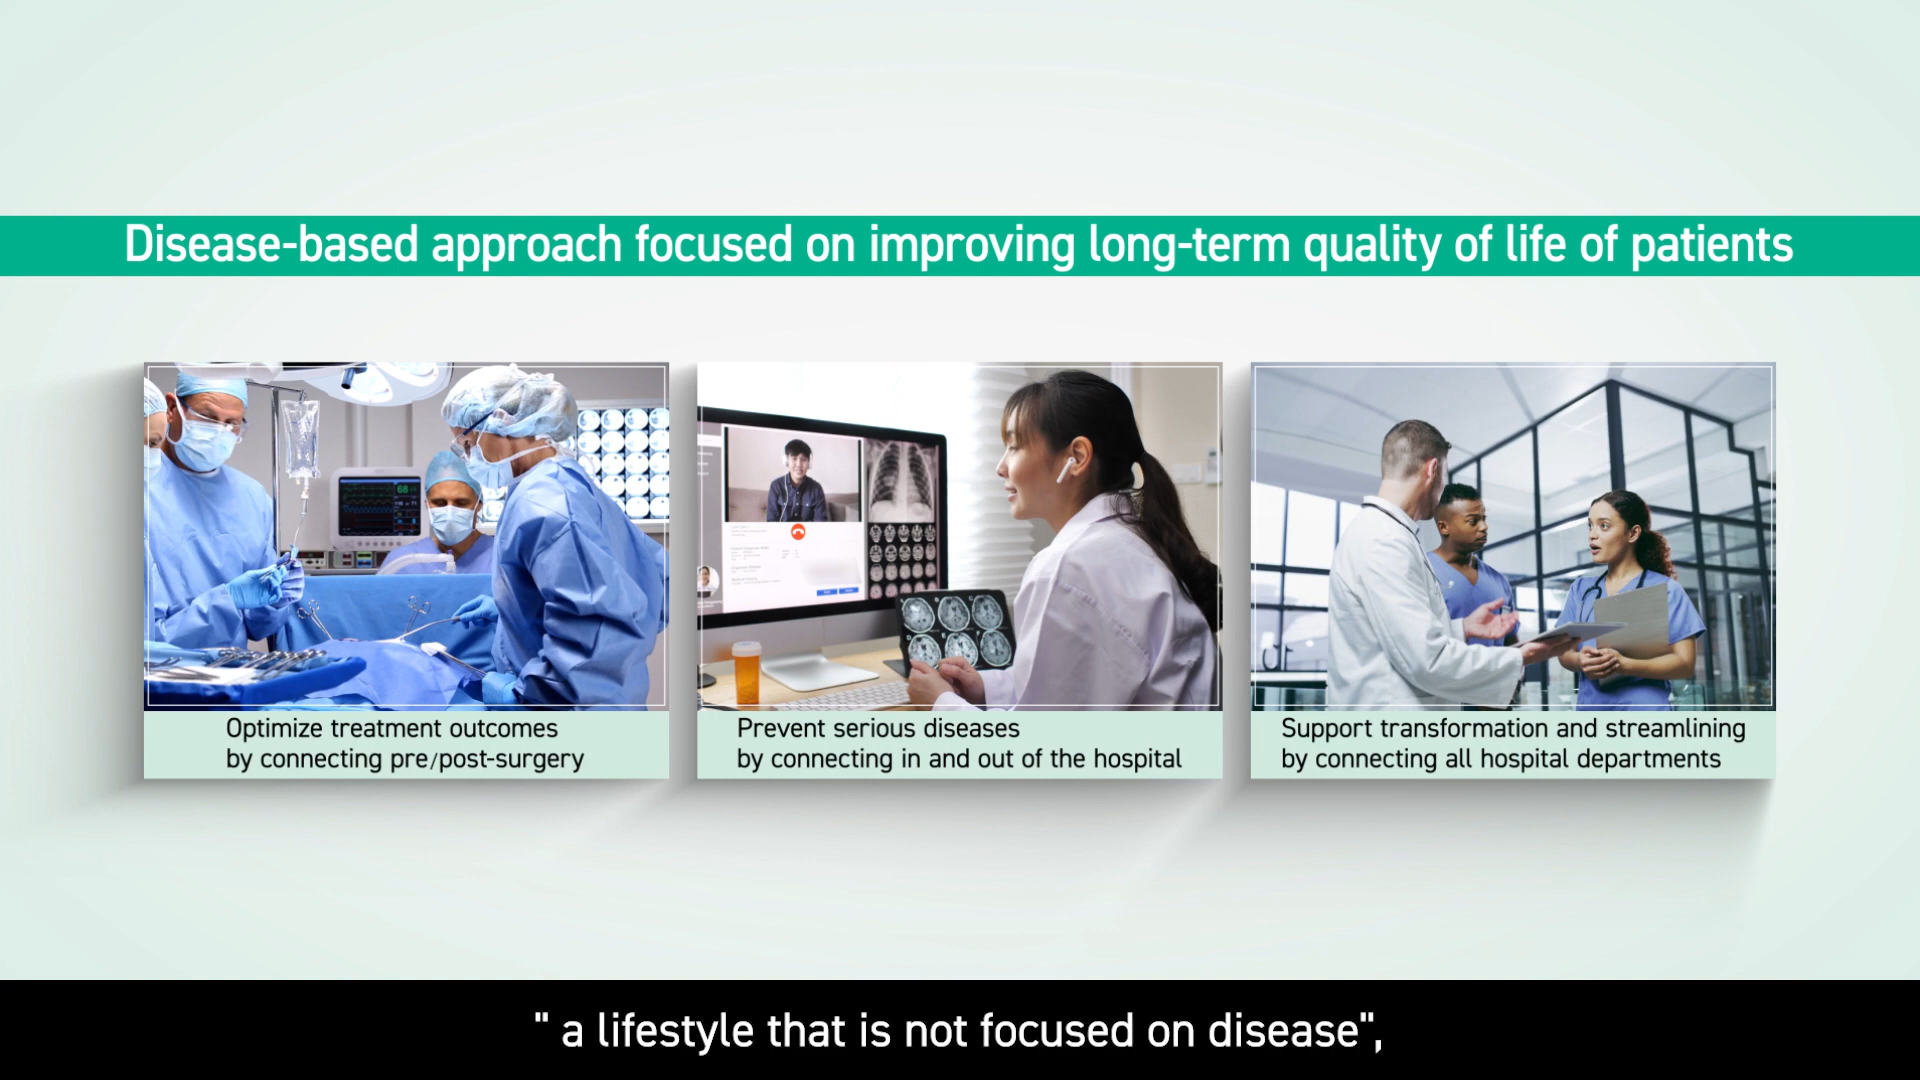 Disease-based approach focused on improving long-term quality of life of patients
68
Optimize treatment outcomes
by connecting pre/post-surgery
Prevent serious diseases
by connecting in and out of the hospital
Support transformation and streamlining
by connecting all hospital departments
" a lifestyle that is not focused on disease",